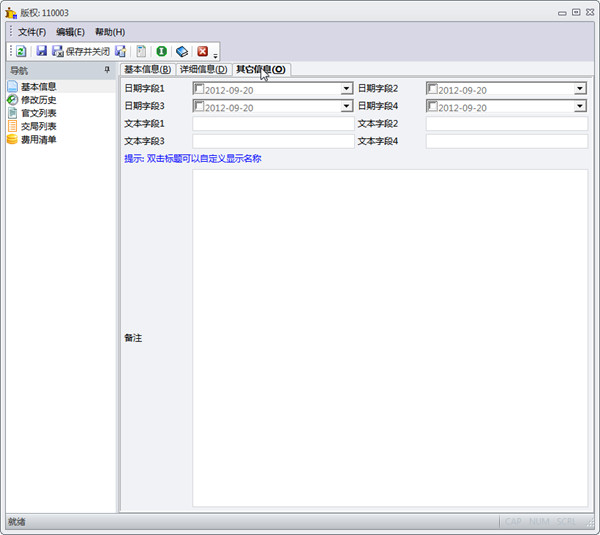 版权: 110003
文件(F) 编辑(E) 帮助(H)
保存并关闭
导航
基本信息
修改历史
官文列表
交局列表
费用清单
基本信息(B) 详细信息(D) 其它信息(O)
日期字段1 2012-09-20 日期字段2 2012-09-20
日期字段3 2012-09-20 日期字段4 2012-09-20
文本字段1 文本字段2
文本字段3 文本字段4
提示: 双击标题可以自定义显示名称
备注
就绪 CAP NUM SCRL